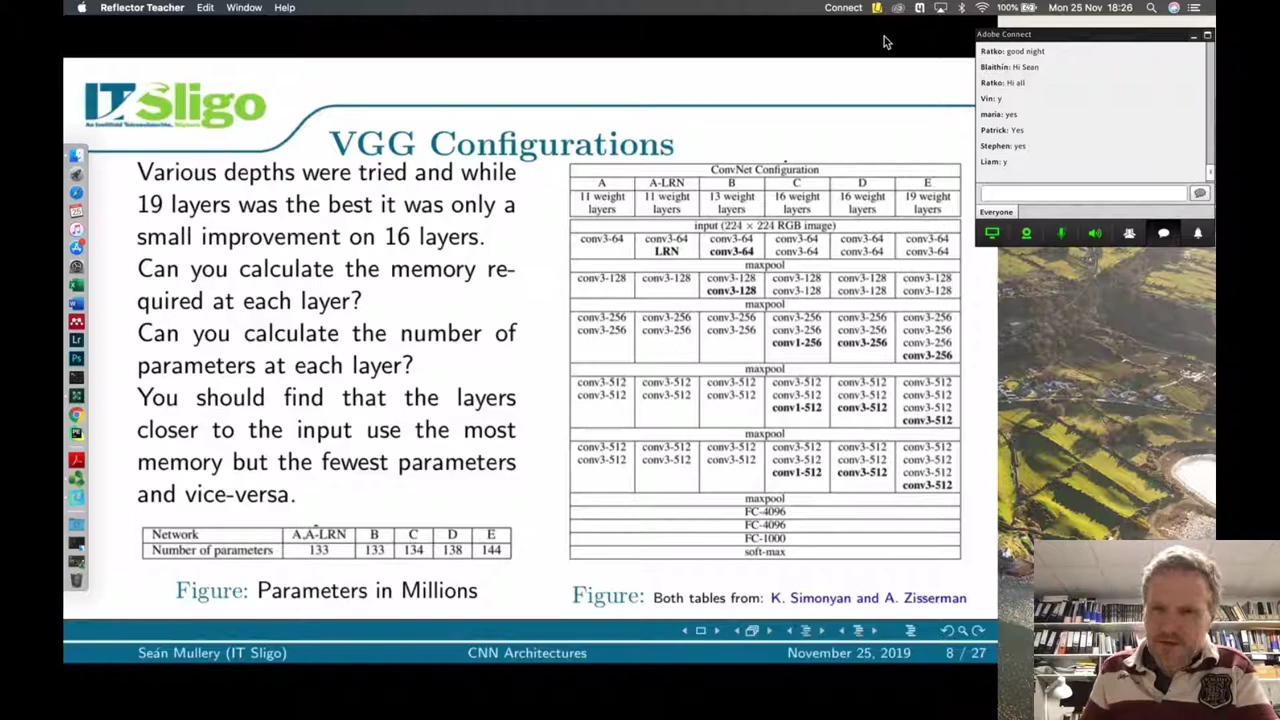 Reflector Teacher Edit Window Help
Connect 100% Mon 25 Nov 18:26
Adobe Connect
Ratko: good night
Blaithín: Hi Sean
Ratko: Hi all
Vin: y
maria: yes
Patrick: Yes
Stephen: yes
Liam: y
Everyone
IT Sligo
VGG Configurations
Various depths were tried and while
19 layers was the best it was only a
small improvement on 16 layers.
Can you calculate the memory re-
quired at each layer?
Can you calculate the number of
parameters at each layer?
You should find that the layers
closer to the input use the most
memory but the fewest parameters
and vice-versa.
Network A,A-LRN B C D E
Number of parameters 133 133 134 138 144
Figure: Parameters in Millions
ConvNet Configuration
A A-LRN B C D E
11 weight 11 weight 13 weight 16 weight 16 weight 19 weight
layers layers layers layers layers layers
input (224 × 224 RGB image)
conv3-64 conv3-64 conv3-64 conv3-64 conv3-64 conv3-64
LRN conv3-64 conv3-64 conv3-64 conv3-64
maxpool
conv3-128 conv3-128 conv3-128 conv3-128 conv3-128 conv3-128
conv3-128 conv3-128 conv3-128 conv3-128
maxpool
conv3-256 conv3-256 conv3-256 conv3-256 conv3-256 conv3-256
conv3-256 conv3-256 conv3-256 conv3-256 conv3-256 conv3-256
conv1-256 conv3-256 conv3-256
conv3-256
maxpool
conv3-512 conv3-512 conv3-512 conv3-512 conv3-512 conv3-512
conv3-512 conv3-512 conv3-512 conv3-512 conv3-512 conv3-512
conv1-512 conv3-512 conv3-512
conv3-512
maxpool
conv3-512 conv3-512 conv3-512 conv3-512 conv3-512 conv3-512
conv3-512 conv3-512 conv3-512 conv3-512 conv3-512 conv3-512
conv1-512 conv3-512 conv3-512
conv3-512
maxpool
FC-4096
FC-4096
FC-1000
soft-max
Figure: Both tables from: K. Simonyan and A. Zisserman
Seán Mullery (IT Sligo) CNN Architectures November 25, 2019 8 / 27